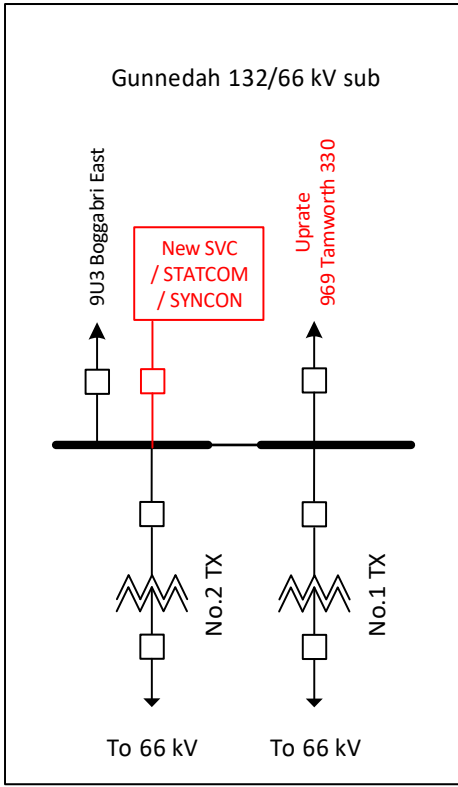 Gunnedah 132/66 kV sub
9U3 Boggabri East
New SVC
/ STATCOM
/ SYNCON
Uprate
969 Tamworth 330
No.2 TX
No.1 TX
To 66 kV
To 66 kV